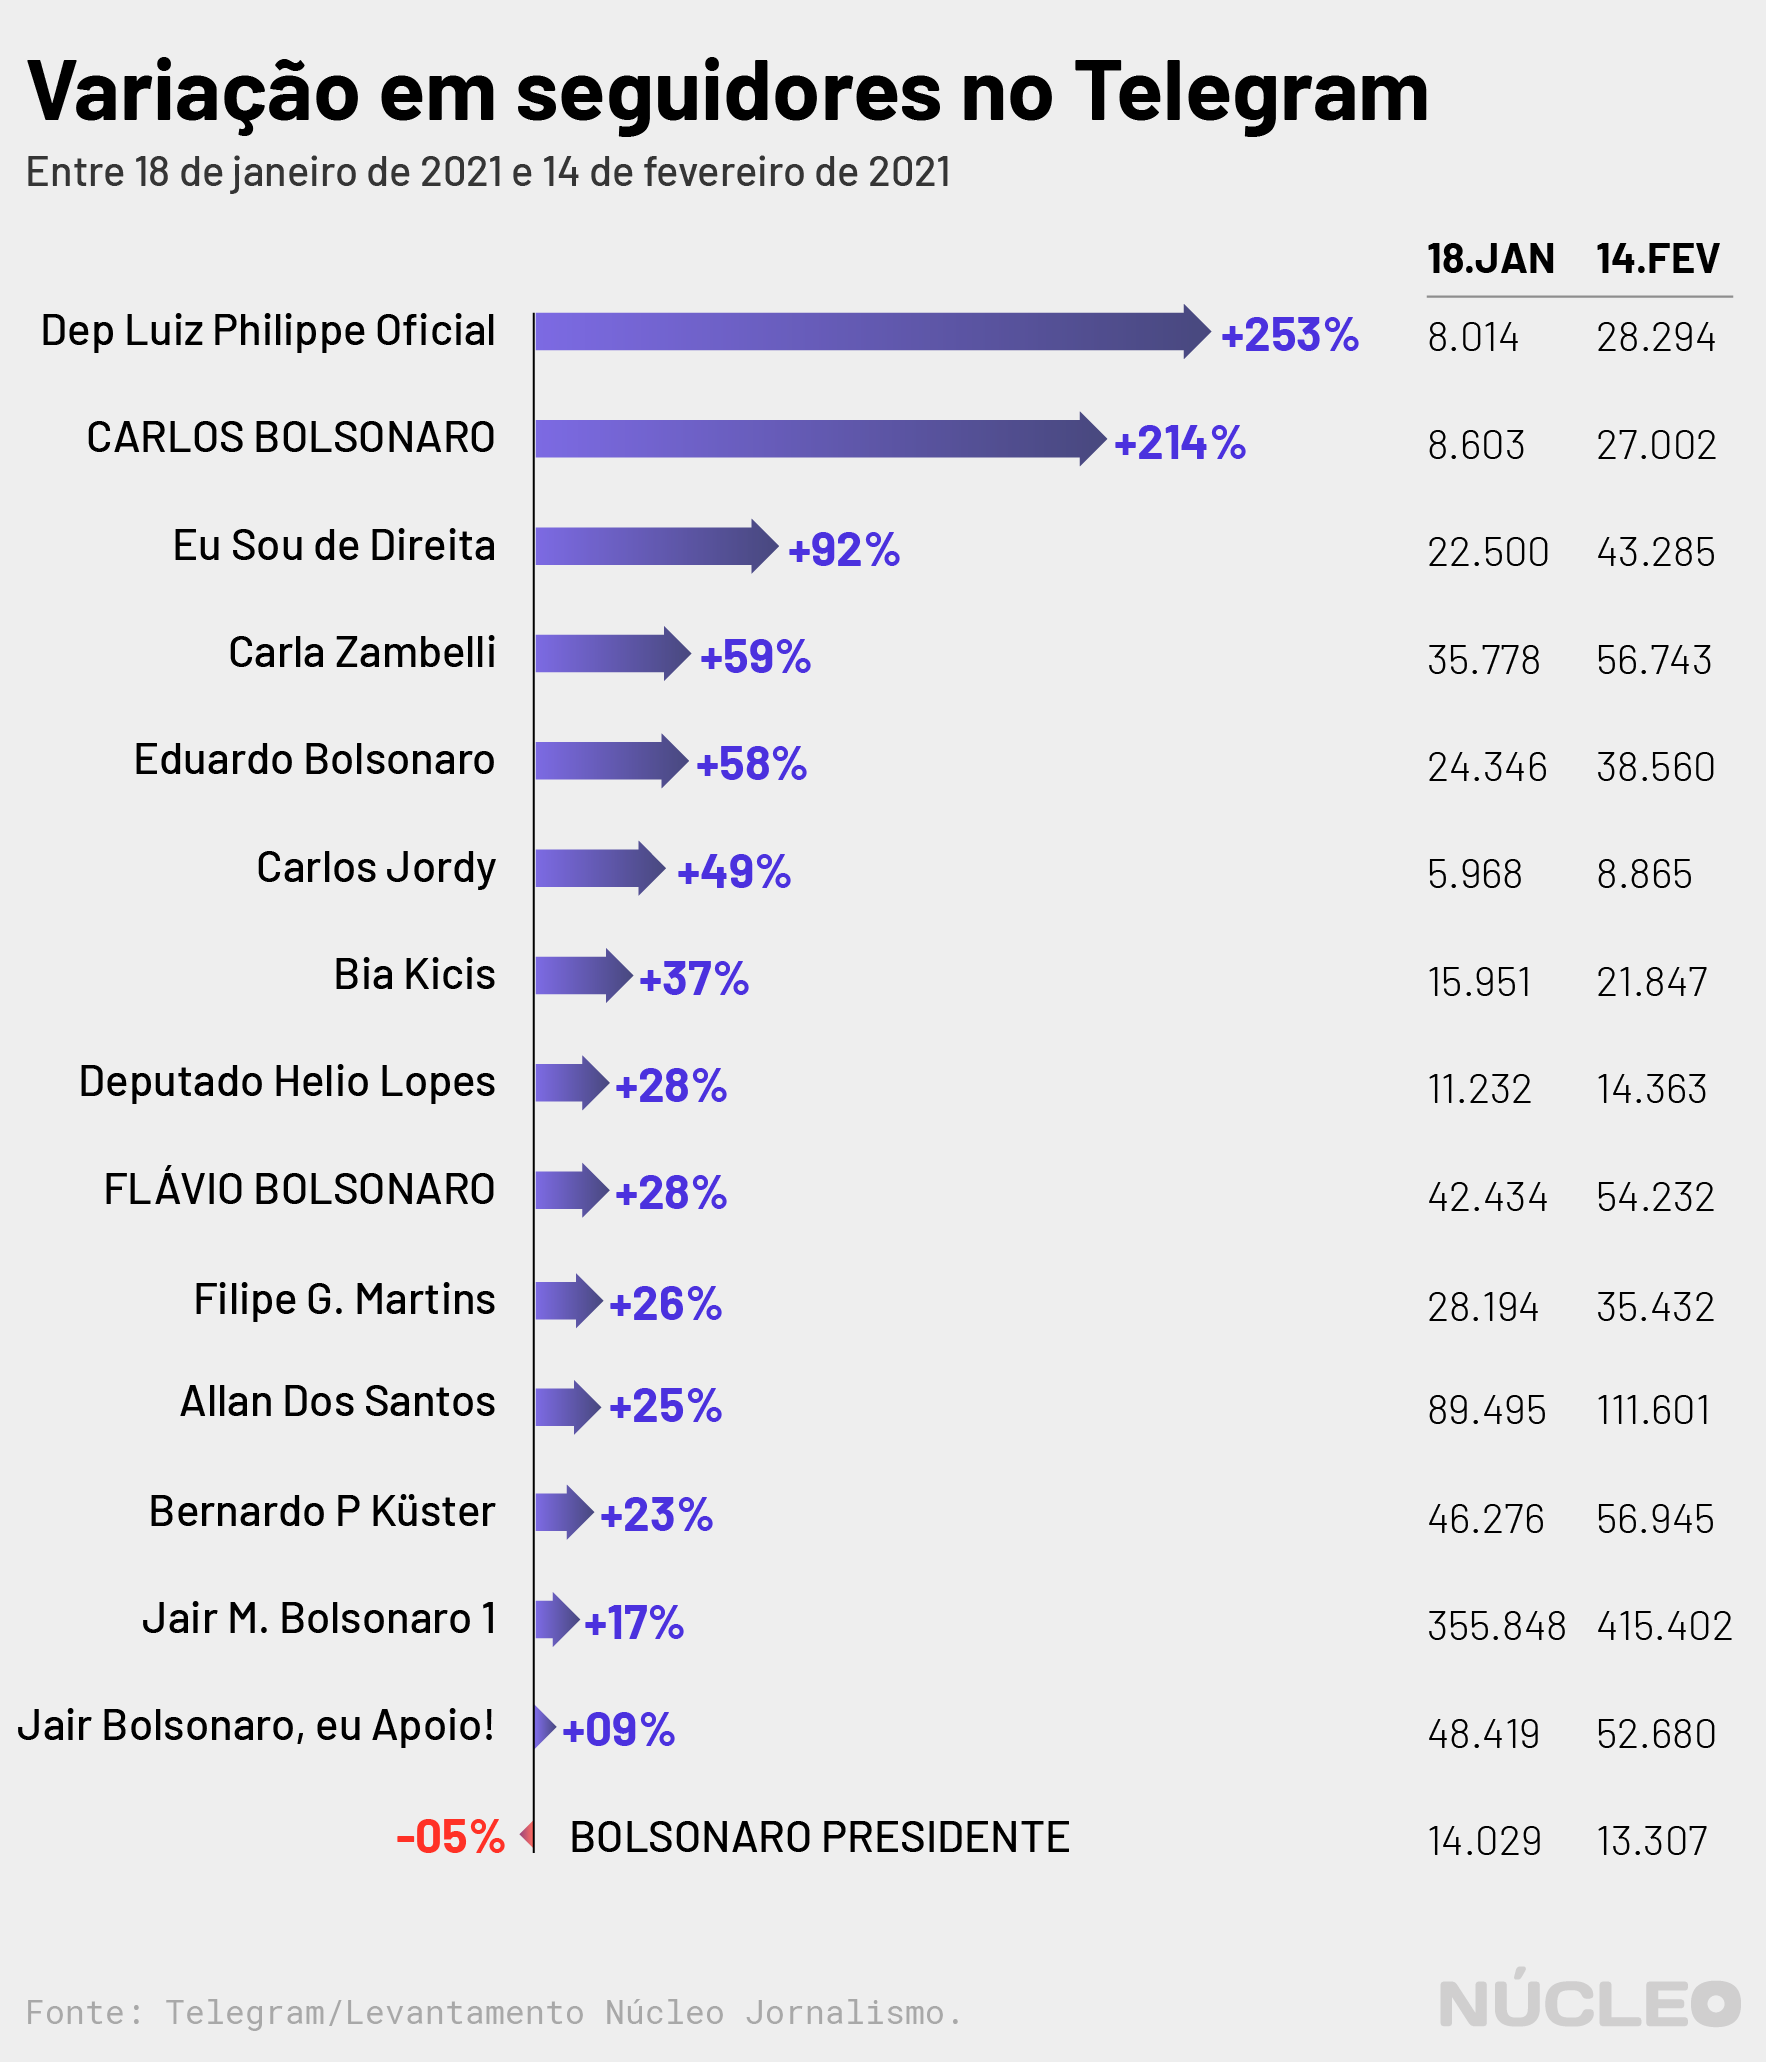 Variação em seguidores no Telegram
Entre 18 de janeiro de 2021 e 14 de fevereiro de 2021
18.JAN 14.FEV
Dep Luiz Philippe Oficial +253% 8.014 28.294
CARLOS BOLSONARO +214% 8.603 27.002
Eu Sou de Direita +92% 22.500 43.285
Carla Zambelli +59% 35.778 56.743
Eduardo Bolsonaro +58% 24.346 38.560
Carlos Jordy +49% 5.968 8.865
Bia Kicis +37% 15.951 21.847
Deputado Helio Lopes +28% 11.232 14.363
FLÁVIO BOLSONARO +28% 42.434 54.232
Filipe G. Martins +26% 28.194 35.432
Allan Dos Santos +25% 89.495 111.601
Bernardo P Küster +23% 46.276 56.945
Jair M. Bolsonaro 1 +17% 355.848 415.402
Jair Bolsonaro, eu Apoio! +09% 48.419 52.680
-05% BOLSONARO PRESIDENTE 14.029 13.307
Fonte: Telegram/Levantamento Núcleo Jornalismo.
NÚCLEO